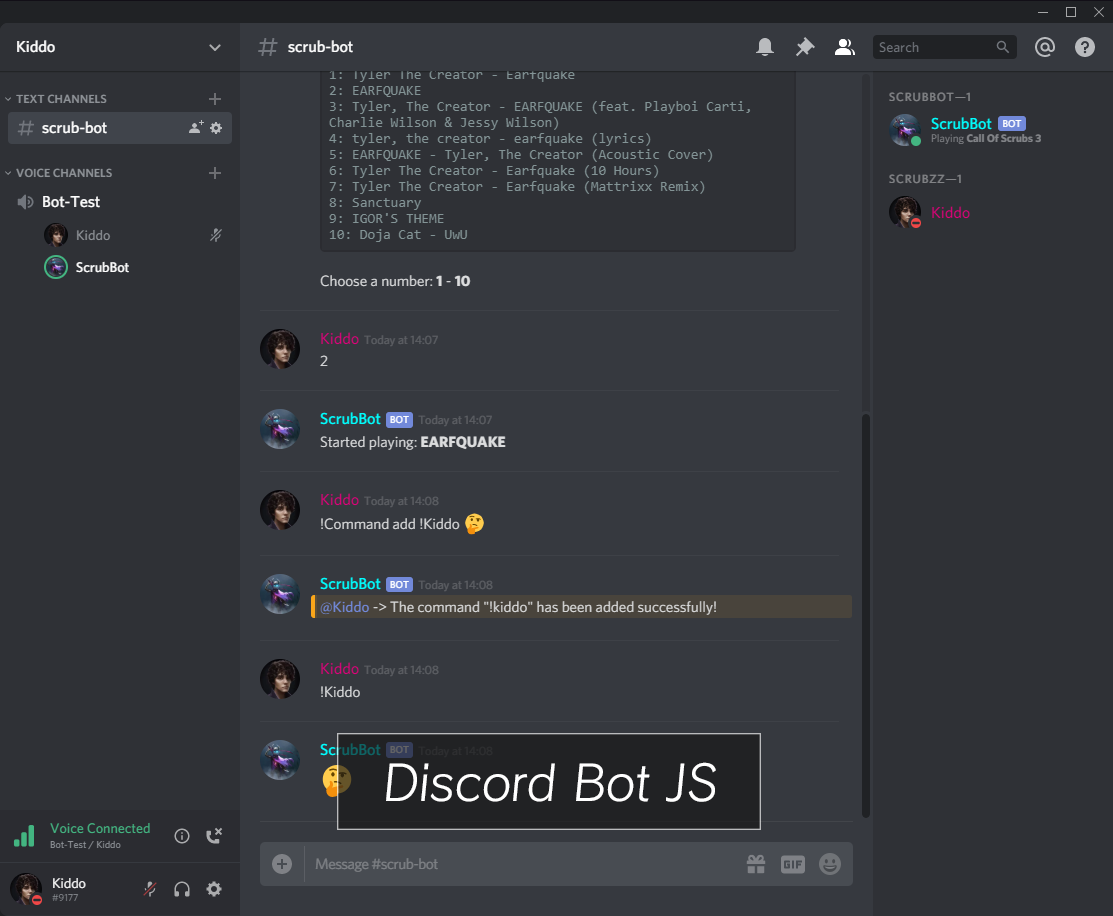 Kiddo
TEXT CHANNELS
scrub-bot
VOICE CHANNELS
Bot-Test
Kiddo
ScrubBot
Voice Connected
Bot-Test / Kiddo
Kiddo
#9177
scrub-bot
Search
1: Tyler The Creator - Earfquake
2: EARFQUAKE
3: Tyler, The Creator - EARFQUAKE (feat. Playboi Carti,
Charlie Wilson & Jessy Wilson)
4: tyler, the creator - earfquake (lyrics)
5: EARFQUAKE - Tyler, The Creator (Acoustic Cover)
6: Tyler The Creator - Earfquake (10 Hours)
7: Tyler The Creator - Earfquake (Mattrixx Remix)
8: Sanctuary
9: IGOR'S THEME
10: Doja Cat - UwU
Choose a number: 1 - 10
Kiddo Today at 14:07
2
ScrubBot BOT Today at 14:07
Started playing: EARFQUAKE
Kiddo Today at 14:08
!Command add !Kiddo 🤔
ScrubBot BOT Today at 14:08
@Kiddo -> The command "!kiddo" has been added successfully!
Kiddo Today at 14:08
!Kiddo
ScrubBot BOT Today at 14:08
🤔
Discord Bot JS
Message #scrub-bot
GIF
SCRUBBOT—1
ScrubBot BOT
Playing Call Of Scrubs 3
SCRUBZZ—1
Kiddo